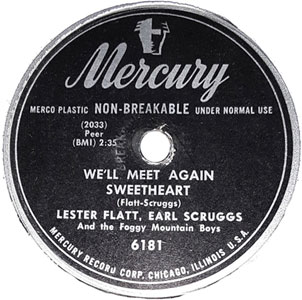 Mercury
MERCO PLASTIC NON-BREAKABLE UNDER NORMAL USE
(2033)
Peer
(BMI) 2:35
WE'LL MEET AGAIN
SWEETHEART
(Flatt-Scruggs)
LESTER FLATT, EARL SCRUGGS
And the Foggy Mountain Boys
6181
MERCURY RECORD CORP. CHICAGO, ILLINOIS U.S.A.